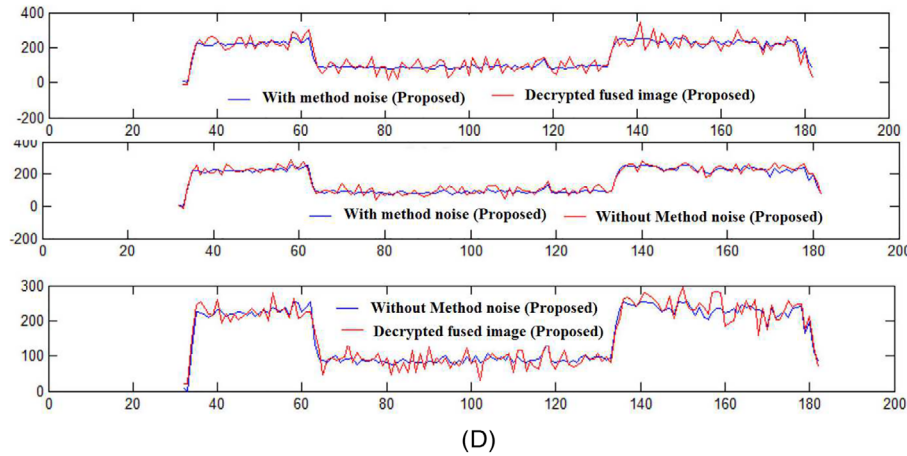 400
200
0
-200
With method noise (Proposed) Decrypted fused image (Proposed)
0 20 40 60 80 100 120 140 160 180 200
400
200
0
-200
With method noise (Proposed) Without Method noise (Proposed)
0 20 40 60 80 100 120 140 160 180 200
300
200
100
0
Without Method noise (Proposed)
Decrypted fused image (Proposed)
0 20 40 60 80 100 120 140 160 180 200
(D)